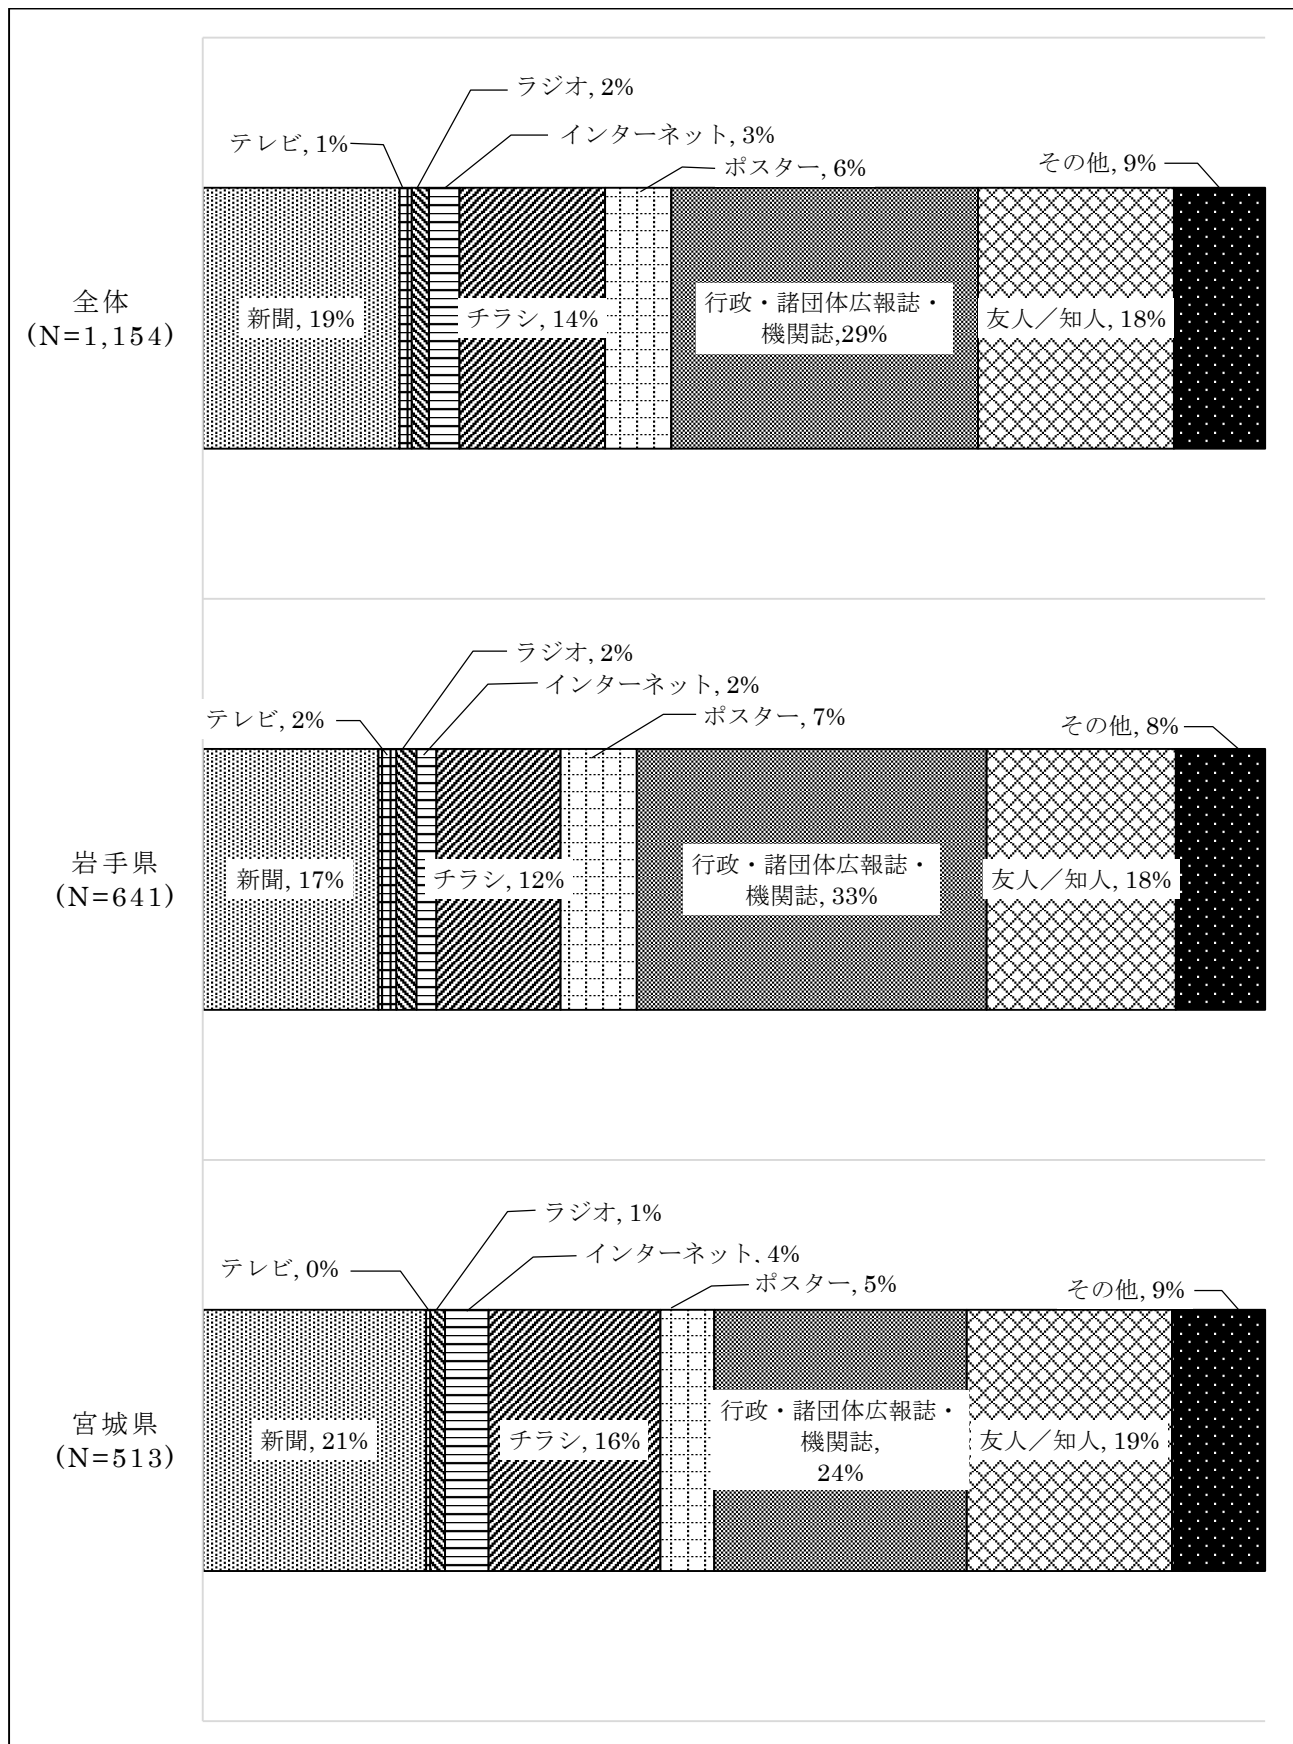 ラジオ, 2%
テレビ, 1%
インターネット, 3%
ポスター, 6%
その他, 9%
全体
(N=1,154)
新聞, 19%
チラシ, 14%
行政・諸団体広報誌・
機関誌,29%
友人／知人, 18%
ラジオ, 2%
インターネット, 2%
テレビ, 2%
ポスター, 7%
その他, 8%
岩手県
(N=641)
新聞, 17%
チラシ, 12%
行政・諸団体広報誌・
機関誌, 33%
友人／知人, 18%
ラジオ, 1%
インターネット, 4%
テレビ, 0%
ポスター, 5%
その他, 9%
宮城県
(N=513)
新聞, 21%
チラシ, 16%
行政・諸団体広報誌・
機関誌,
24%
友人／知人, 19%